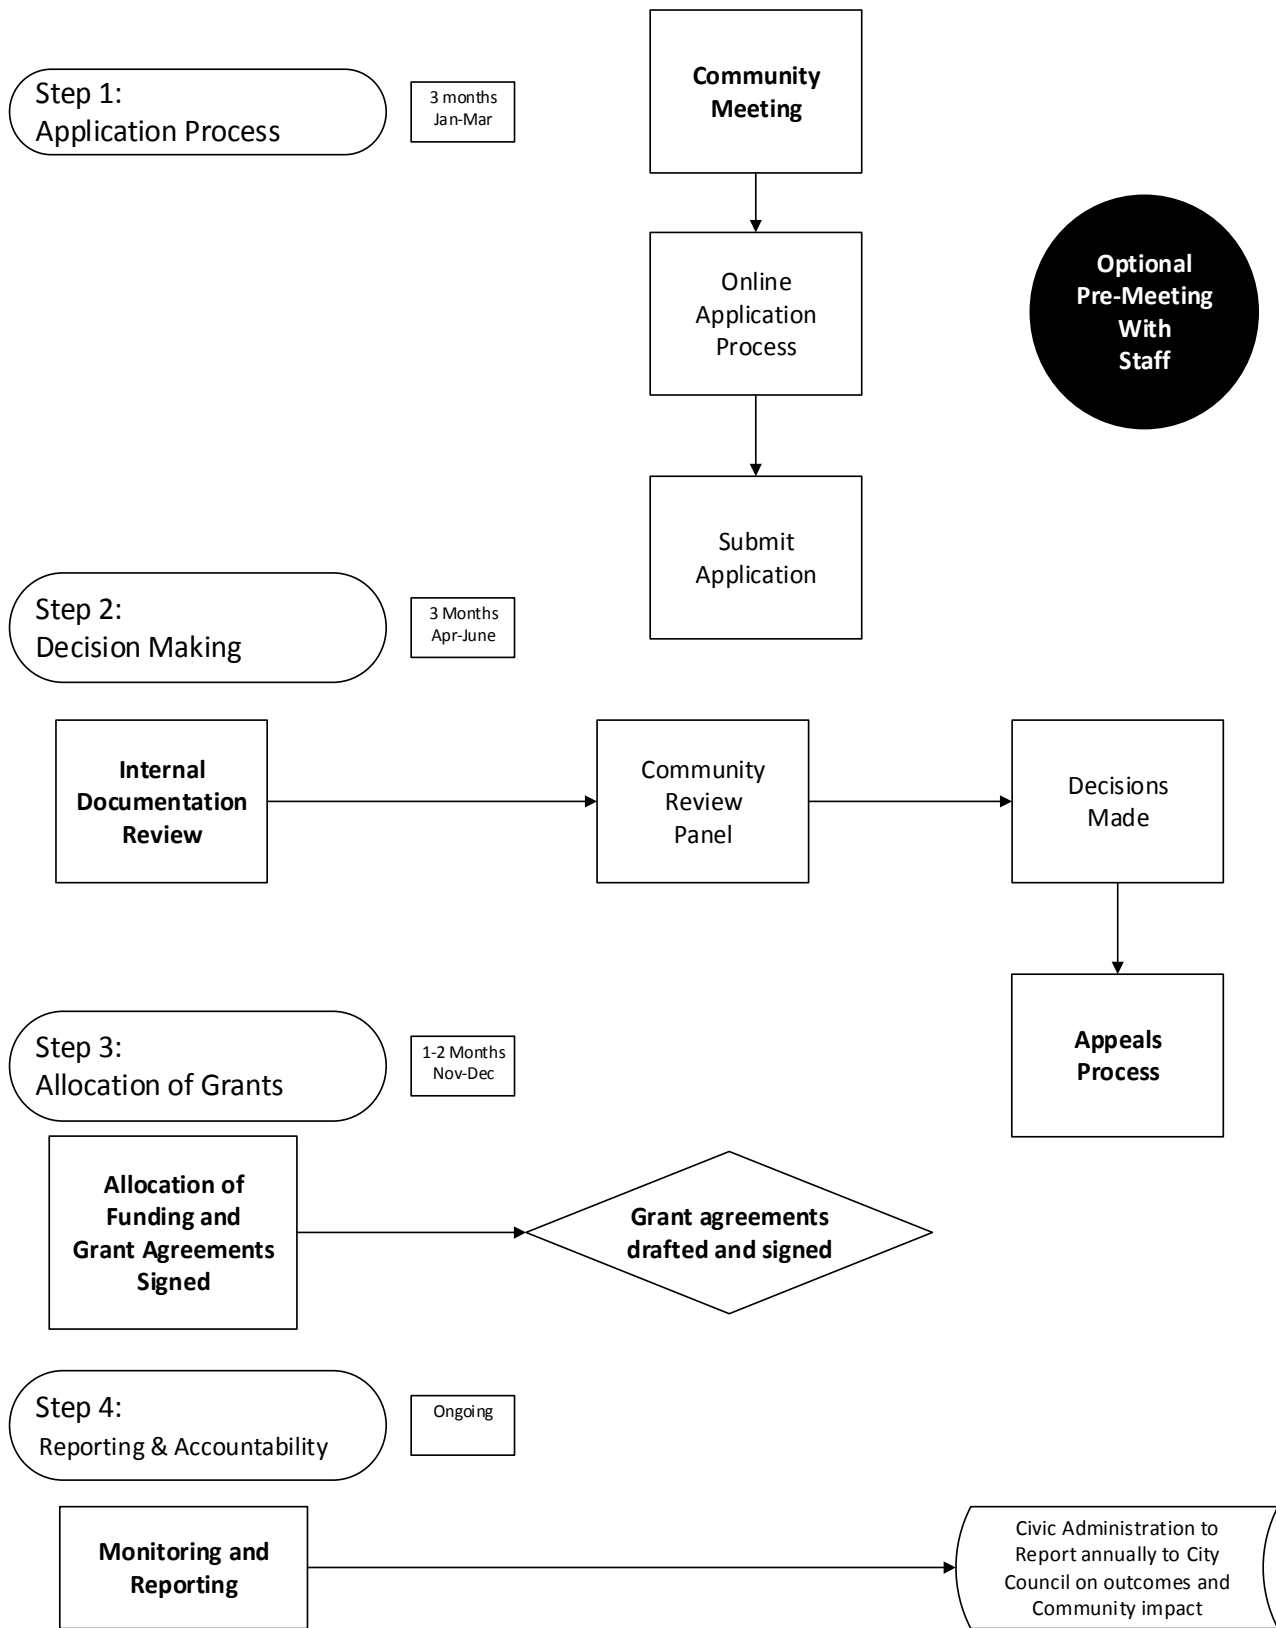 Step 1:
Application Process
3 months
Jan-Mar
Community
Meeting
Online
Application
Process
Optional
Pre-Meeting
With
Staff
Submit
Application
Step 2:
Decision Making
3 Months
Apr-June
Internal
Documentation
Review
Community
Review
Panel
Decisions
Made
Appeals
Process
Step 3:
Allocation of Grants
1-2 Months
Nov-Dec
Allocation of
Funding and
Grant Agreements
Signed
Grant agreements
drafted and signed
Step 4:
Reporting & Accountability
Ongoing
Monitoring and
Reporting
Civic Administration to
Report annually to City
Council on outcomes and
Community impact